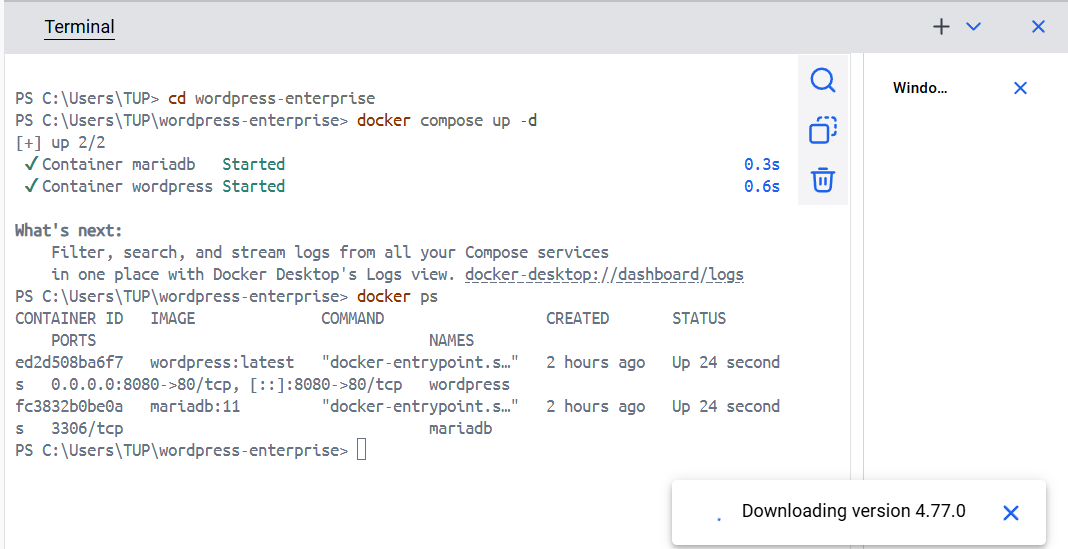 Terminal
Windo...
PS C:\Users\TUP> cd wordpress-enterprise
PS C:\Users\TUP\wordpress-enterprise> docker compose up -d
[+] up 2/2
✓Container mariadb   Started 0.3s
✓Container wordpress Started 0.6s
What's next:
Filter, search, and stream logs from all your Compose services
in one place with Docker Desktop's Logs view. docker-desktop://dashboard/logs
PS C:\Users\TUP\wordpress-enterprise> docker ps
CONTAINER ID   IMAGE              COMMAND                  CREATED       STATUS
PORTS                                     NAMES
ed2d508ba6f7   wordpress:latest   "docker-entrypoint.s…"   2 hours ago   Up 24 second
s   0.0.0.0:8080->80/tcp, [::]:8080->80/tcp   wordpress
fc3832b0be0a   mariadb:11         "docker-entrypoint.s…"   2 hours ago   Up 24 second
s   3306/tcp                                  mariadb
PS C:\Users\TUP\wordpress-enterprise>
Downloading version 4.77.0